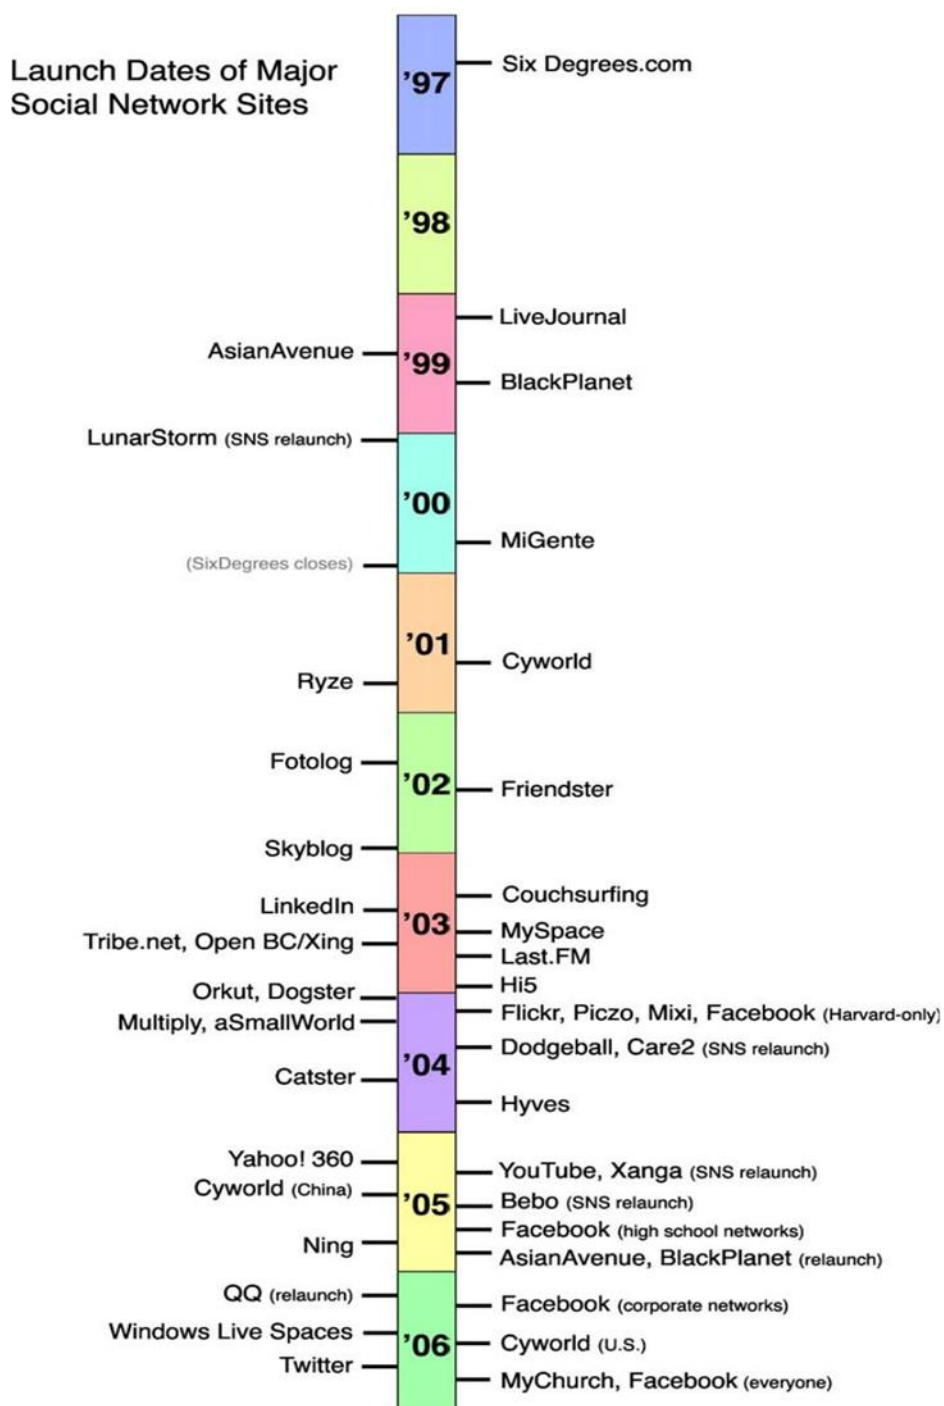 Launch Dates of Major
Social Network Sites
'97
Six Degrees.com
'98
LiveJournal
AsianAvenue
'99
BlackPlanet
LunarStorm (SNS relaunch)
'00
MiGente
(SixDegrees closes)
'01
Cyworld
Ryze
Fotolog
'02
Friendster
Skyblog
Couchsurfing
LinkedIn
'03
MySpace
Tribe.net, Open BC/Xing
Last.FM
Hi5
Orkut, Dogster
Flickr, Piczo, Mixi, Facebook (Harvard-only)
Multiply, aSmallWorld
Dodgeball, Care2 (SNS relaunch)
'04
Catster
Hyves
Yahoo! 360
YouTube, Xanga (SNS relaunch)
Cyworld (China)
Bebo (SNS relaunch)
'05
Facebook (high school networks)
Ning
AsianAvenue, BlackPlanet (relaunch)
QQ (relaunch)
Facebook (corporate networks)
Windows Live Spaces
'06
Cyworld (U.S.)
Twitter
MyChurch, Facebook (everyone)